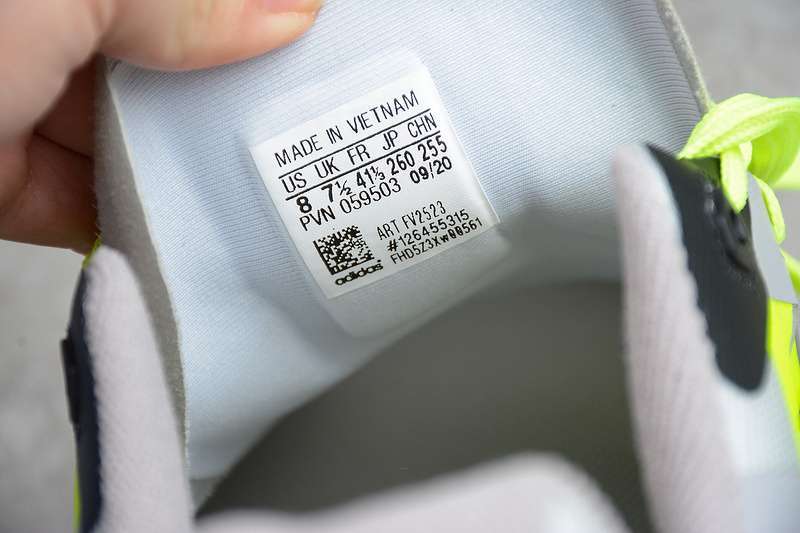 MADE IN VIETNAM
US UK FR JP CHN
8 7½ 41⅓ 260 255
PVN 059503 09/20
ART FV2523
#126455315
FHD5Z3XW00561
adidas